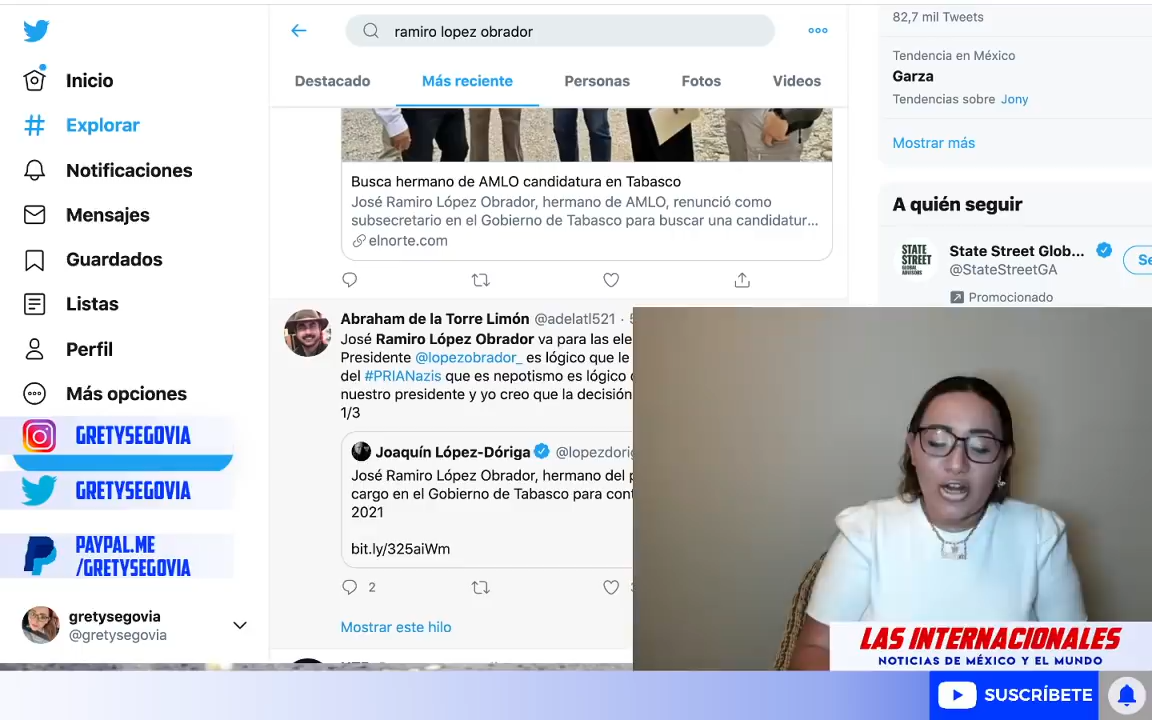 Inicio
Explorar
Notificaciones
Mensajes
Guardados
Listas
Perfil
Más opciones
GRETYSEGOVIA
GRETYSEGOVIA
PAYPAL.ME
/GRETYSEGOVIA
gretysegovia
@gretysegovia
ramiro lopez obrador
Destacado
Más reciente
Personas
Fotos
Videos
Busca hermano de AMLO candidatura en Tabasco
José Ramiro López Obrador, hermano de AMLO, renunció como
subsecretario en el Gobierno de Tabasco para buscar una candidatur...
elnorte.com
Abraham de la Torre Limón @adelatl521 ·
José Ramiro López Obrador va para las ele
Presidente @lopezobrador_ es lógico que le
del #PRIANazis que es nepotismo es lógico
nuestro presidente y yo creo que la decisión
1/3
Joaquín López-Dóriga @lopezdorig
José Ramiro López Obrador, hermano del p
cargo en el Gobierno de Tabasco para cont
2021
bit.ly/325aiWm
2
Mostrar este hilo
82,7 mil Tweets
Tendencia en México
Garza
Tendencias sobre Jony
Mostrar más
A quién seguir
State Street Glob...
@StateStreetGA
Promocionado
STATE
STREET
GLOBAL
ADVISORS
Se
LAS INTERNACIONALES
NOTICIAS DE MÉXICO Y EL MUNDO
SUSCRÍBETE